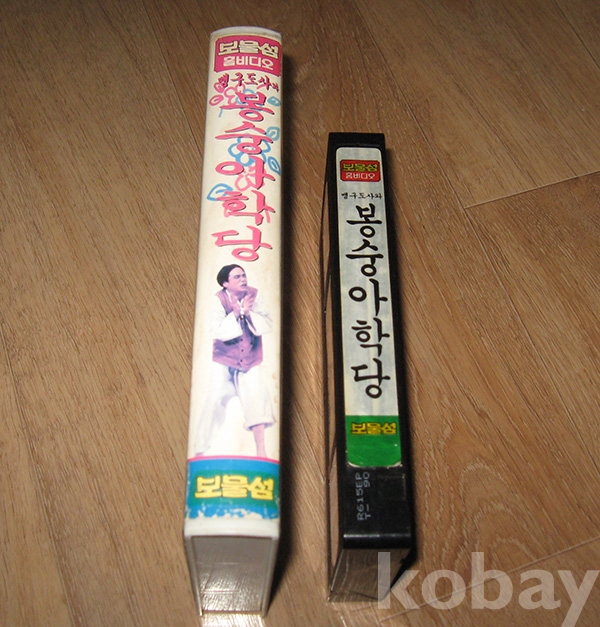 보물섬
홈비디오
영구도사와
봉숭아학당
보물섬
보물섬
홈비디오
영구도사와
봉숭아학당
보물섬
R615EP
T- 90
kobay